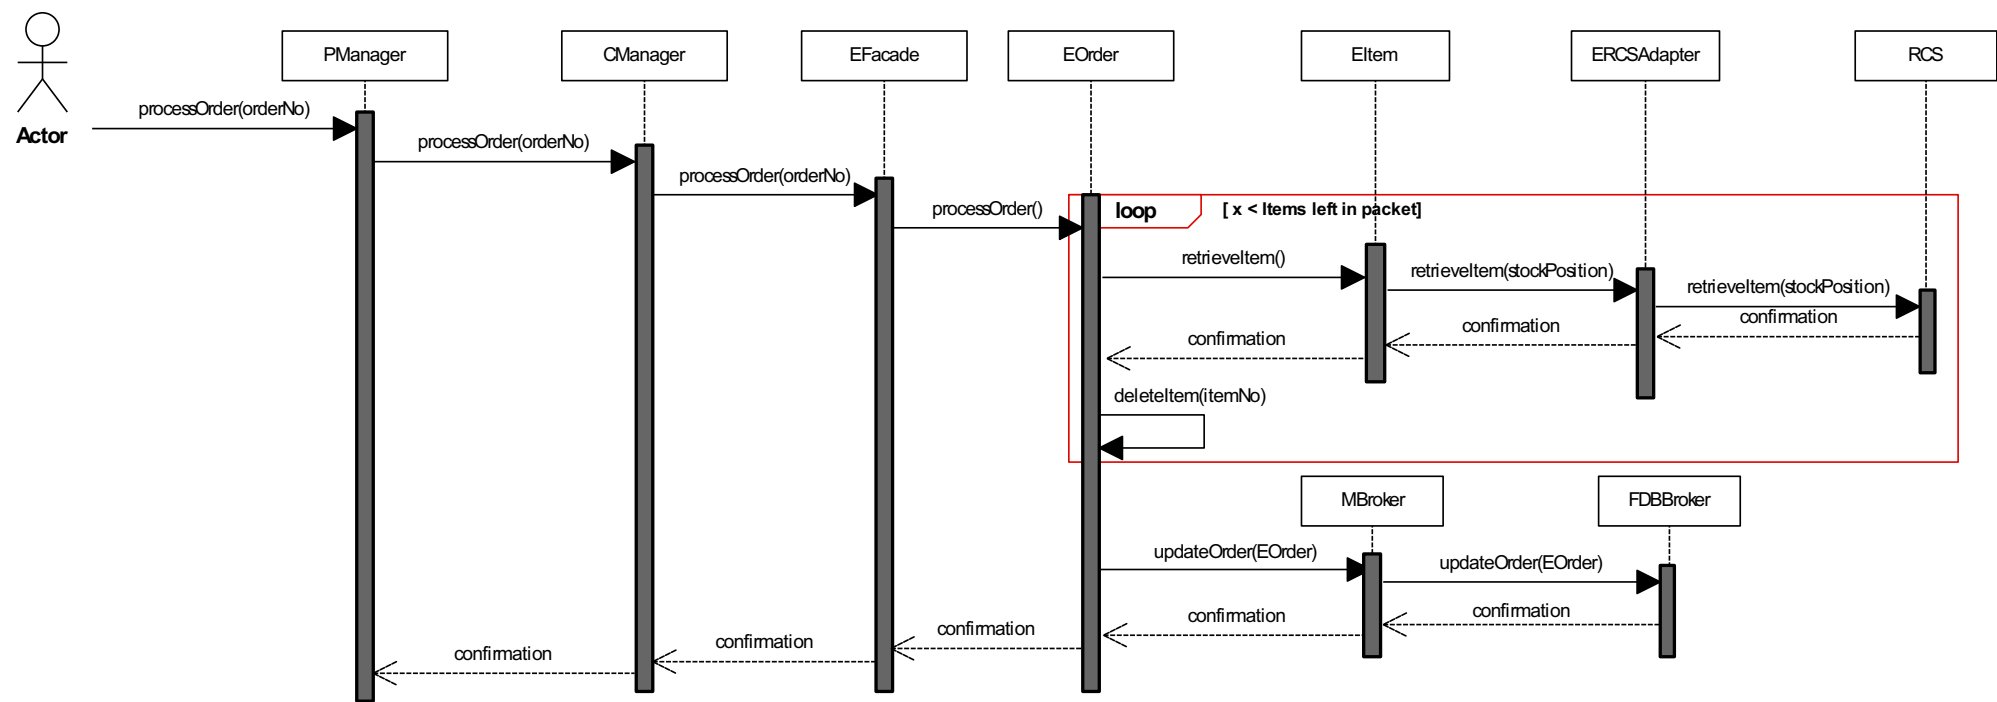 PManager
CManager
EFacade
EOrder
EItem
ERCSAdapter
RCS
Actor
processOrder(orderNo)
processOrder(orderNo)
processOrder(orderNo)
processOrder()
loop
[ x < Items left in packet]
retrieveItem()
retrieveItem(stockPosition)
retrieveItem(stockPosition)
confirmation
confirmation
confirmation
deleteItem(itemNo)
MBroker
FDBBroker
updateOrder(EOrder)
updateOrder(EOrder)
confirmation
confirmation
confirmation
confirmation
confirmation